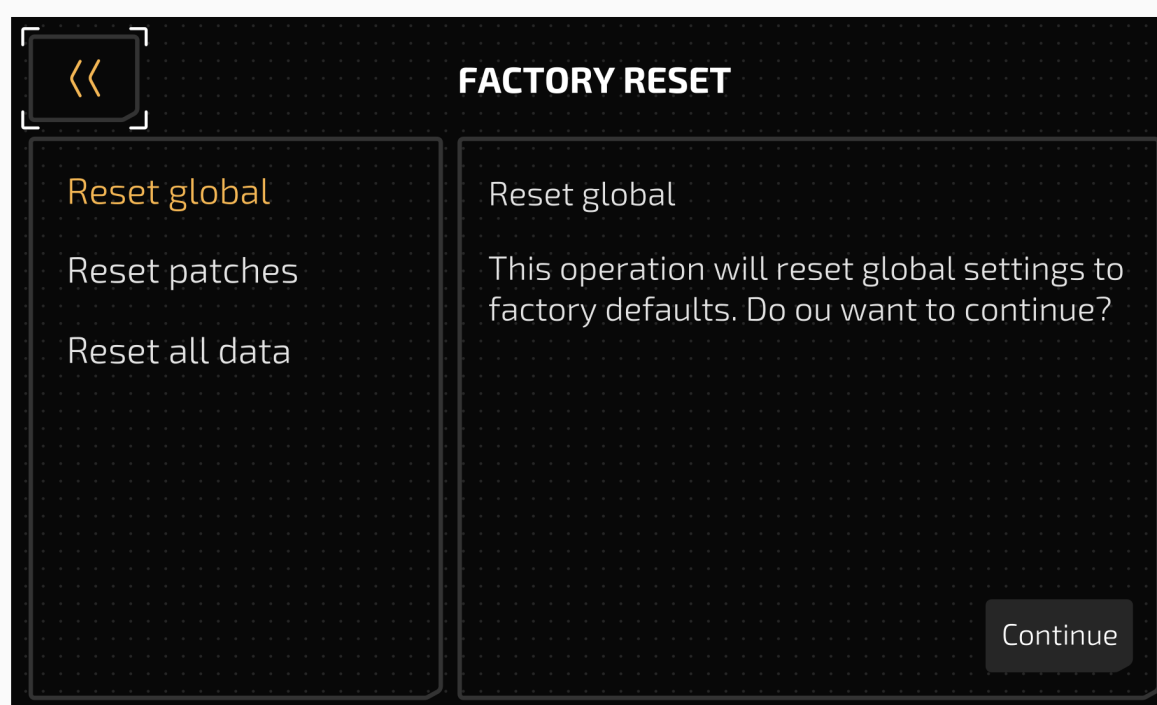 FACTORY RESET
Reset global
Reset patches
Reset all data
Reset global
This operation will reset global settings to
factory defaults. Do ou want to continue?
Continue